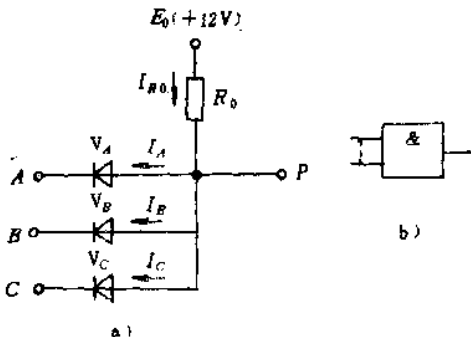 E₀(+12V)
I_R0
R₀
V_A
I_A
A
P
V_B
I_B
B
V_C
I_C
C
a)
&
b)